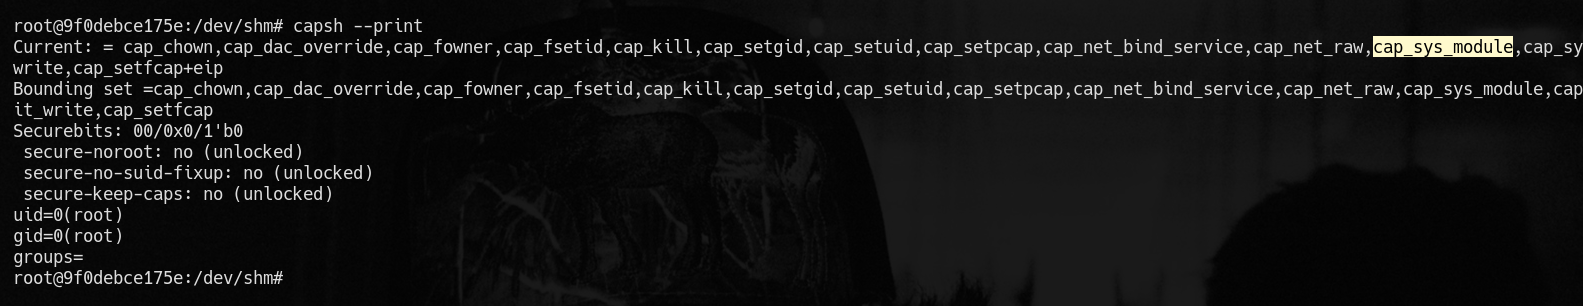 root@9f0debce175e:/dev/shm# capsh --print
Current: = cap_chown,cap_dac_override,cap_fowner,cap_fsetid,cap_kill,cap_setgid,cap_setuid,cap_setpcap,cap_net_bind_service,cap_net_raw,cap_sys_module,cap_sy
write,cap_setfcap+eip
Bounding set =cap_chown,cap_dac_override,cap_fowner,cap_fsetid,cap_kill,cap_setgid,cap_setuid,cap_setpcap,cap_net_bind_service,cap_net_raw,cap_sys_module,cap
it_write,cap_setfcap
Securebits: 00/0x0/1'b0
 secure-noroot: no (unlocked)
 secure-no-suid-fixup: no (unlocked)
 secure-keep-caps: no (unlocked)
uid=0(root)
gid=0(root)
groups=
root@9f0debce175e:/dev/shm#